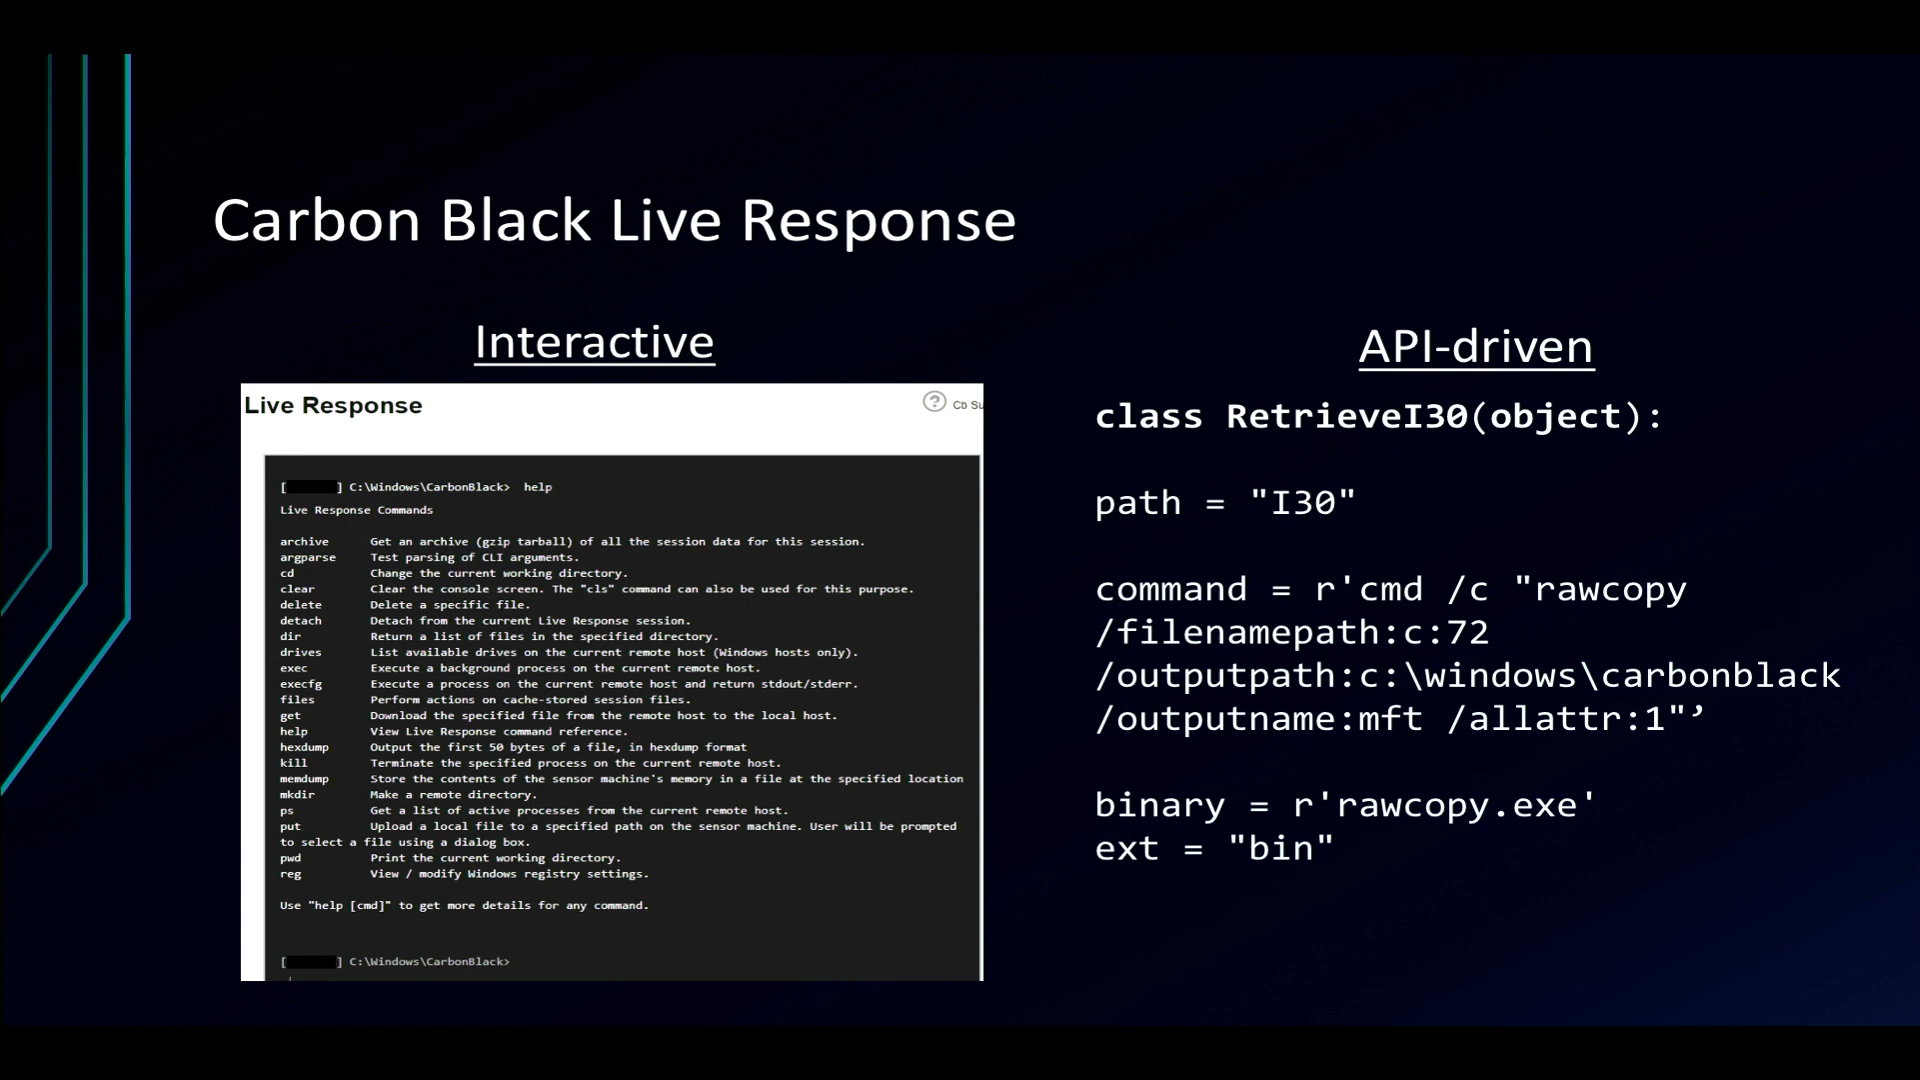 Carbon Black Live Response
Interactive
Live Response
Cb Su
[ ] C:\Windows\CarbonBlack> help
Live Response Commands
archive Get an archive (gzip tarball) of all the session data for this session.
argparse Test parsing of CLI arguments.
cd Change the current working directory.
clear Clear the console screen. The "cls" command can also be used for this purpose.
delete Delete a specific file.
detach Detach from the current Live Response session.
dir Return a list of files in the specified directory.
drives List available drives on the current remote host (Windows hosts only).
exec Execute a background process on the current remote host.
execfg Execute a process on the current remote host and return stdout/stderr.
files Perform actions on cache-stored session files.
get Download the specified file from the remote host to the local host.
help View Live Response command reference.
hexdump Output the first 50 bytes of a file, in hexdump format
kill Terminate the specified process on the current remote host.
memdump Store the contents of the sensor machine's memory in a file at the specified location
mkdir Make a remote directory.
ps Get a list of active processes from the current remote host.
put Upload a local file to a specified path on the sensor machine. User will be prompted
to select a file using a dialog box.
pwd Print the current working directory.
reg View / modify Windows registry settings.
Use "help [cmd]" to get more details for any command.
[ ] C:\Windows\CarbonBlack>
API-driven
class RetrieveI30(object):
path = "I30"
command = r'cmd /c "rawcopy
/filenamepath:c:72
/outputpath:c:\windows\carbonblack
/outputname:mft /allattr:1"’
binary = r'rawcopy.exe'
ext = "bin"